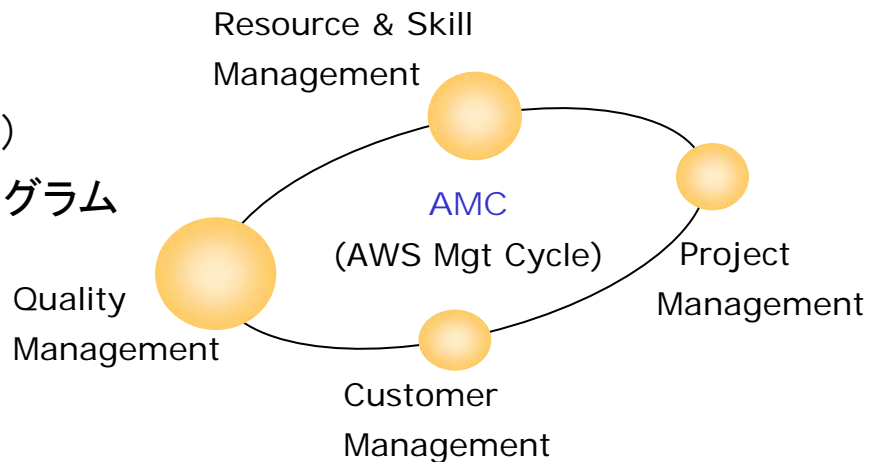 Resource & Skill
Management
)
グラム
AMC
(AWS Mgt Cycle)
Project
Management
Quality
Management
Customer
Management